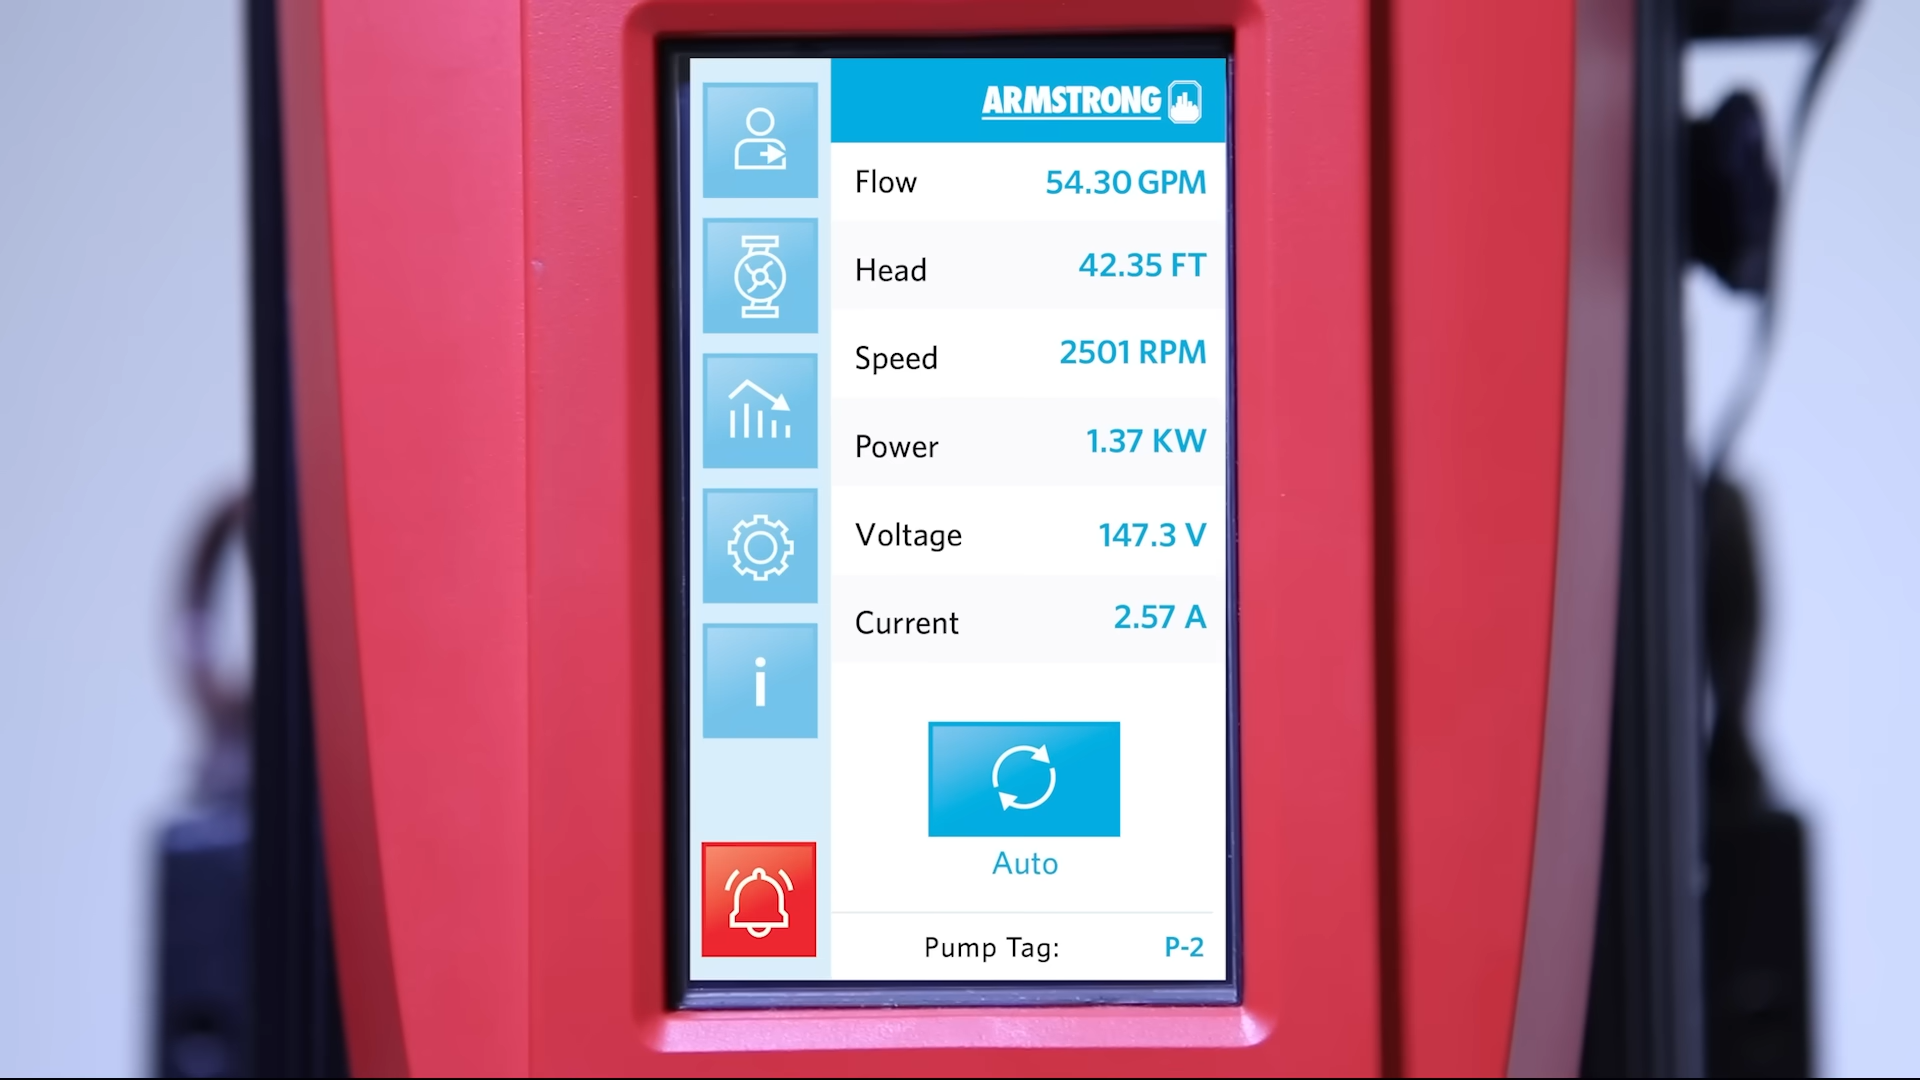 ARMSTRONG
Flow 54.30 GPM
Head 42.35 FT
Speed 2501 RPM
Power 1.37 KW
Voltage 147.3 V
Current 2.57 A
i
Auto
Pump Tag: P-2